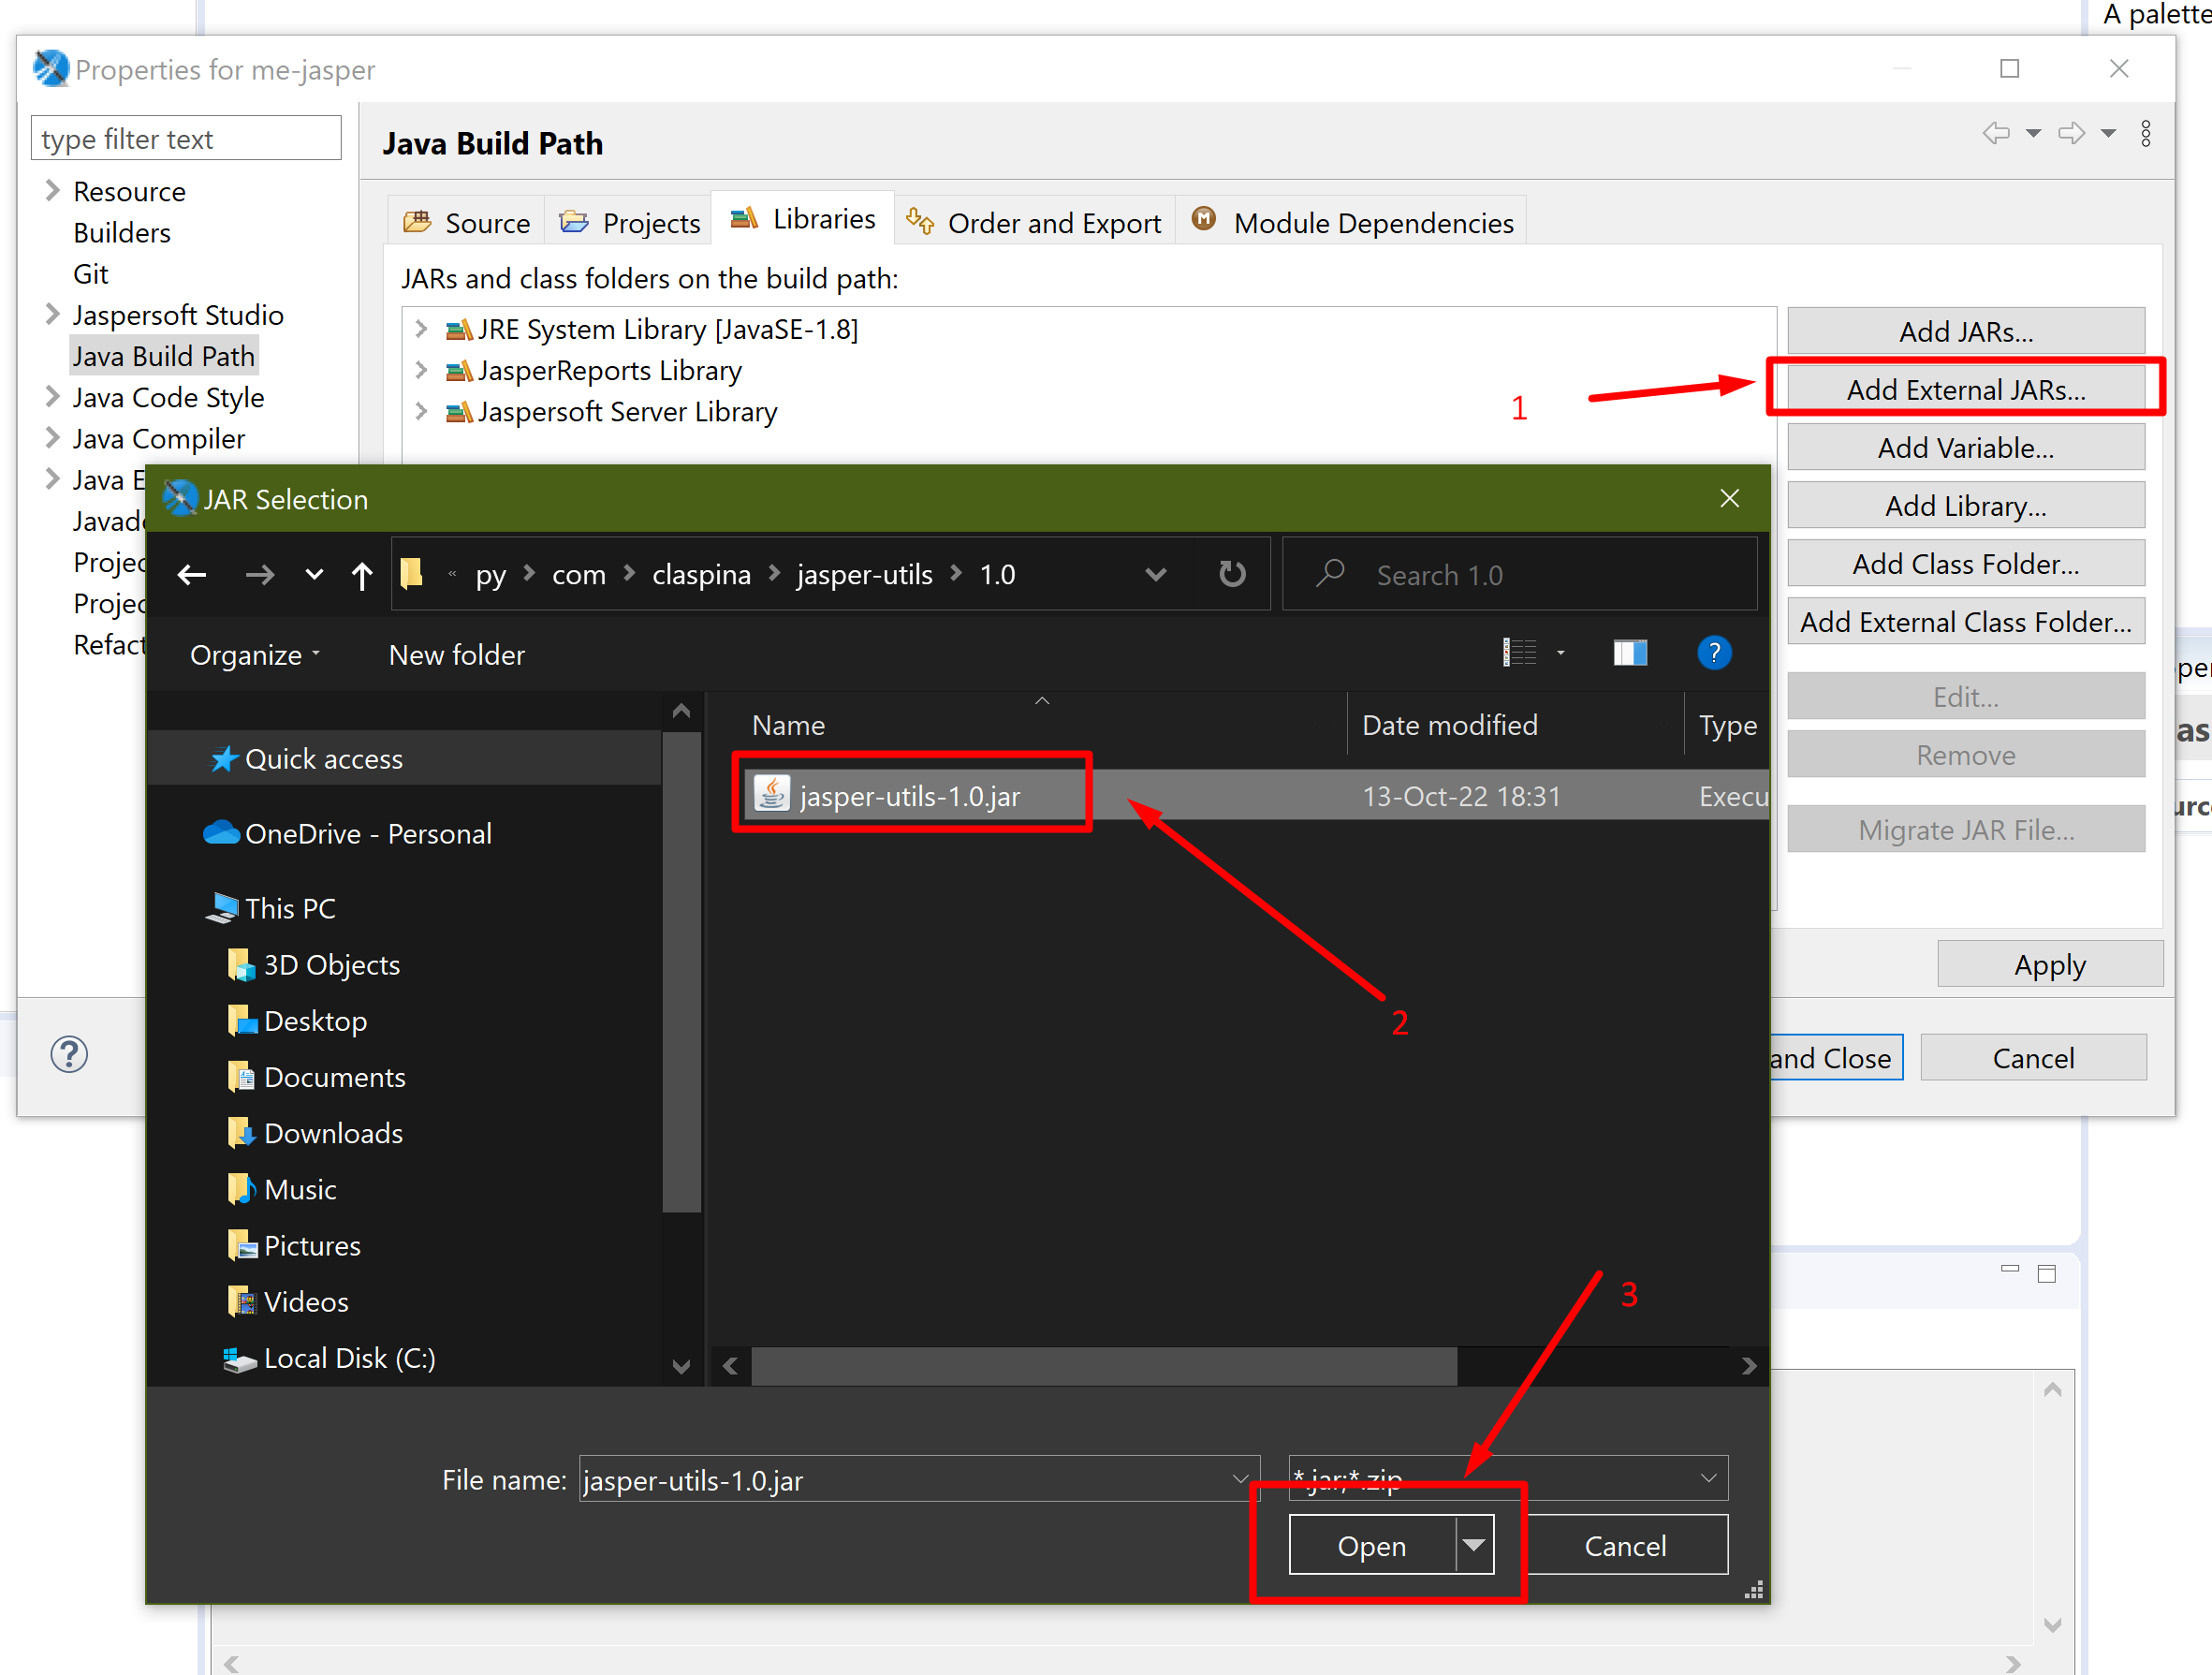 A palette
Properties for me-jasper
type filter text
Java Build Path
Resource
Builders
Git
Jaspersoft Studio
Java Build Path
Java Code Style
Java Compiler
Java E
Javad
Projec
Projec
Refact
Source
Projects
Libraries
Order and Export
M
Module Dependencies
JARs and class folders on the build path:
JRE System Library [JavaSE-1.8]
JasperReports Library
Jaspersoft Server Library
1
Add JARs...
Add External JARs...
Add Variable...
Add Library...
Add Class Folder...
Add External Class Folder...
Edit...
Remove
Migrate JAR File...
Apply
and Close
Cancel
?
JAR Selection
« py > com > claspina > jasper-utils > 1.0
Search 1.0
Organize
New folder
?
Name
Date modified
Type
jasper-utils-1.0.jar
13-Oct-22 18:31
Execu
2
Quick access
OneDrive - Personal
This PC
3D Objects
Desktop
Documents
Downloads
Music
Pictures
Videos
Local Disk (C:)
3
File name:
jasper-utils-1.0.jar
*.jar;*.zip
Open
Cancel
per
as
urc